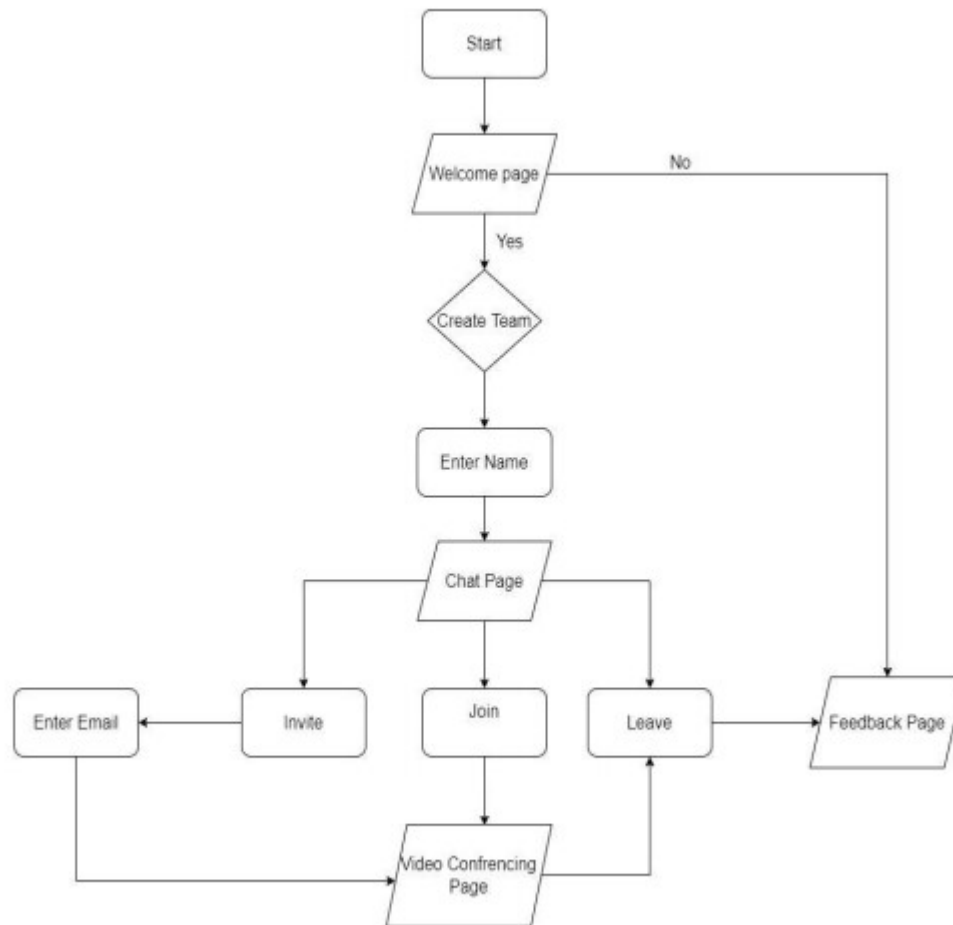 Start
Welcome page
No
Yes
Create Team
Enter Name
Chat Page
Enter Email
Invite
Join
Leave
Feedback Page
Video Confrencing
Page